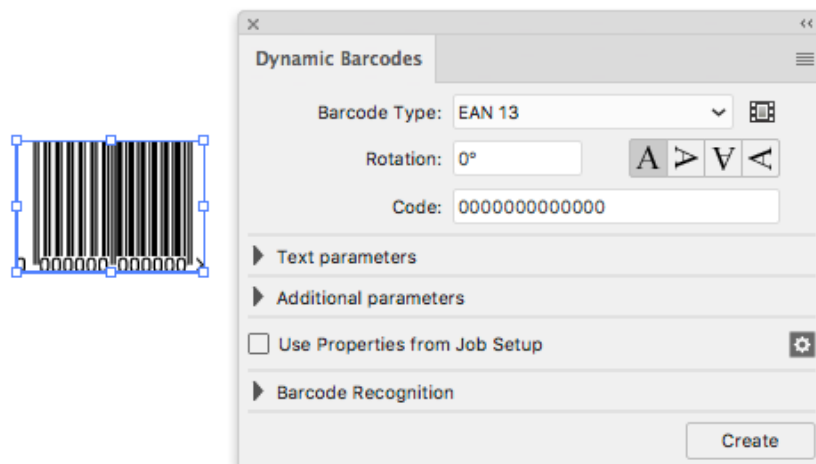 Dynamic Barcodes
Barcode Type: EAN 13
Rotation: 0° A A A A
Code: 0000000000000
Text parameters
Additional parameters
Use Properties from Job Setup
Barcode Recognition
Create
0 000000 000000 >